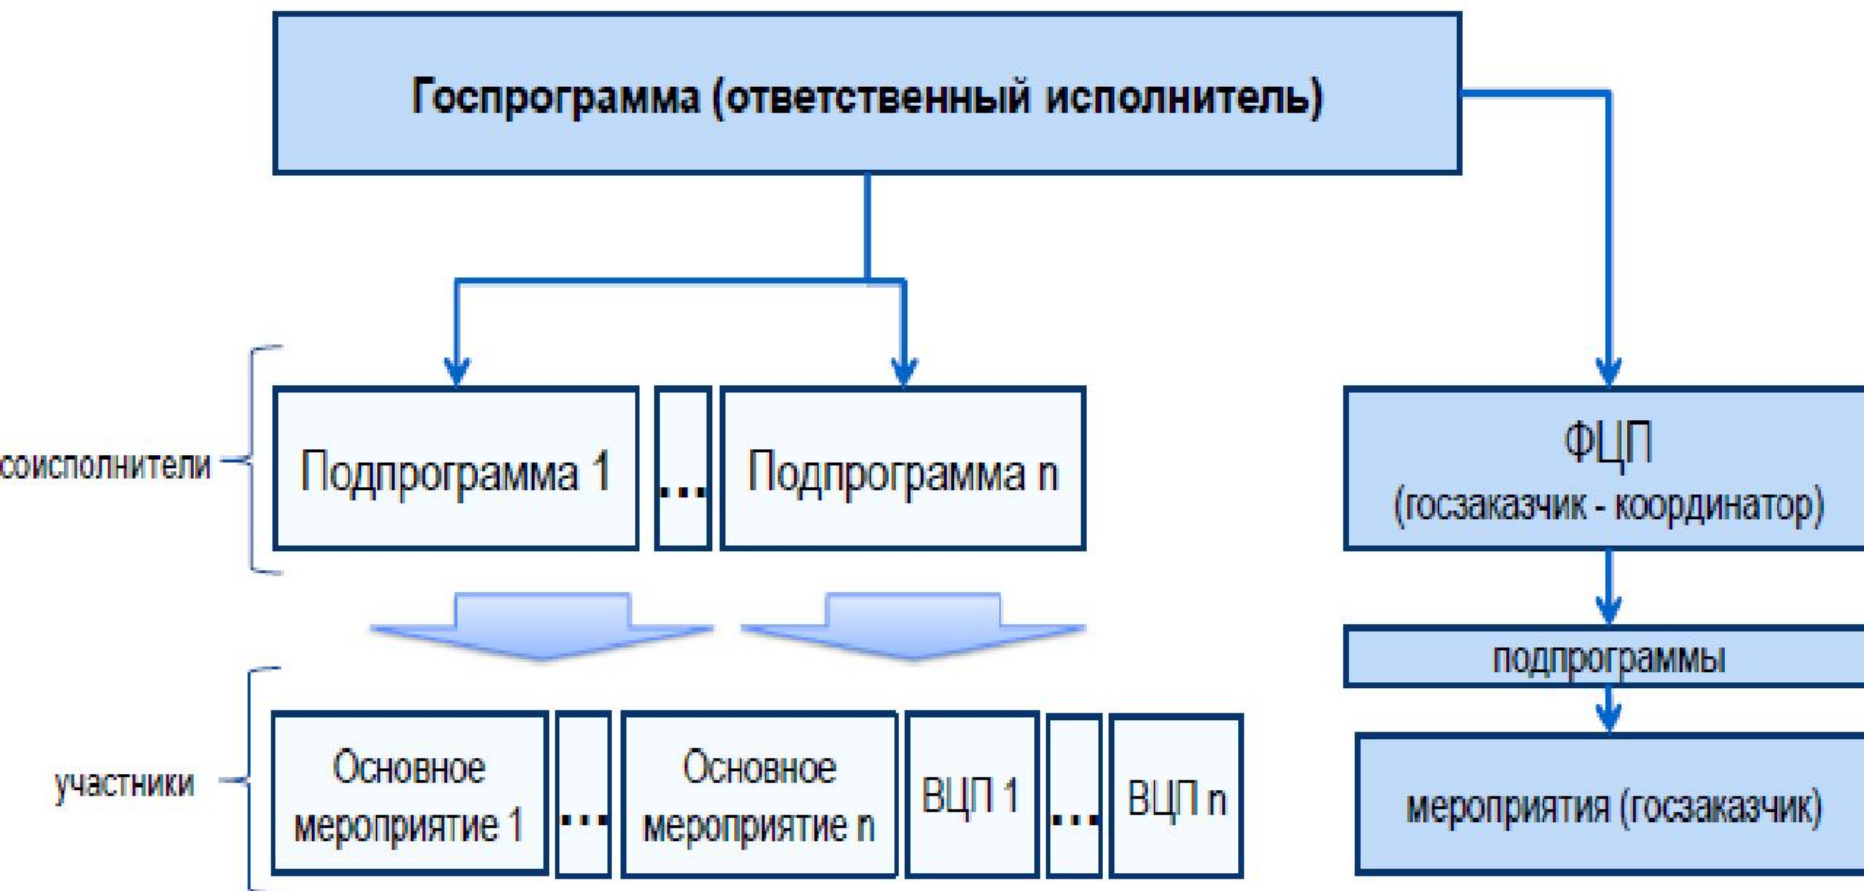 Госпрограмма (ответственный исполнитель)
соисполнители
Подпрограмма 1
...
Подпрограмма n
ФЦП
(госзаказчик - координатор)
подпрограммы
участники
Основное
мероприятие 1
...
Основное
мероприятие n
ВЦП 1
...
ВЦП n
мероприятия (госзаказчик)